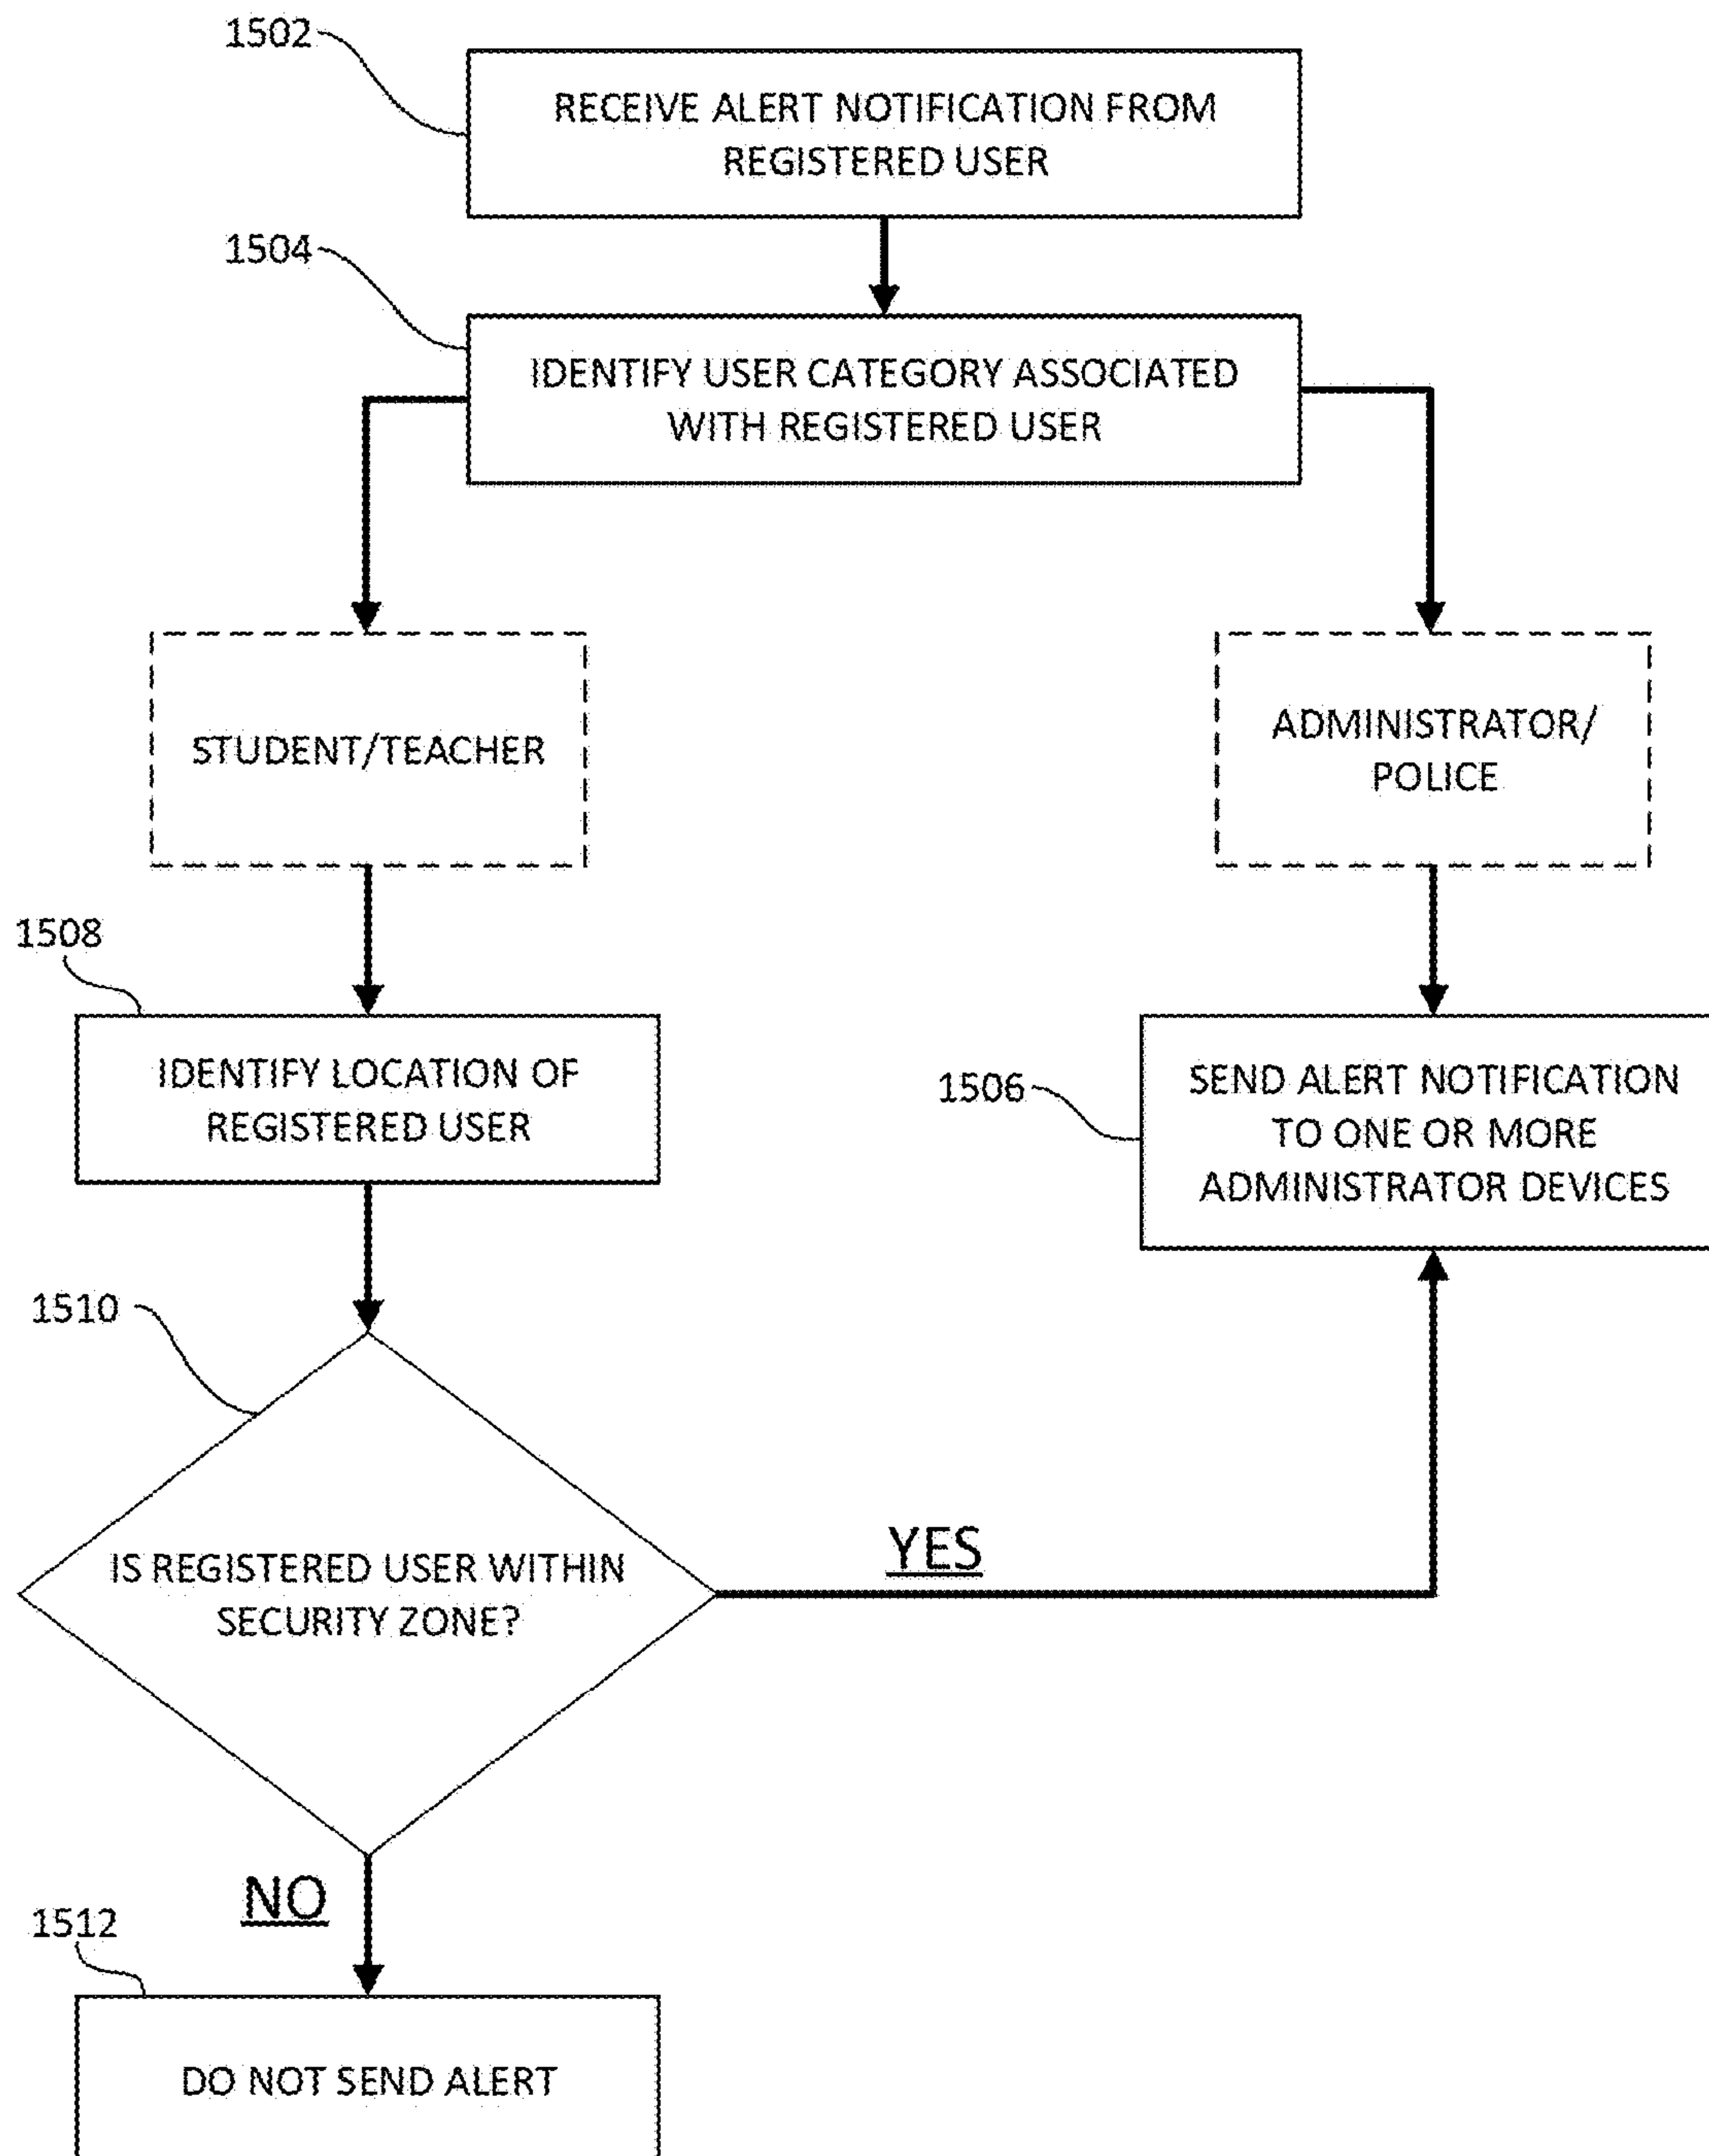 1502
RECEIVE ALERT NOTIFICATION FROM
REGISTERED USER
1504
IDENTIFY USER CATEGORY ASSOCIATED
WITH REGISTERED USER
STUDENT/TEACHER
ADMINISTRATOR/
POLICE
1508
IDENTIFY LOCATION OF
REGISTERED USER
1506
SEND ALERT NOTIFICATION
TO ONE OR MORE
ADMINISTRATOR DEVICES
1510
IS REGISTERED USER WITHIN
SECURITY ZONE?
YES
NO
1512
DO NOT SEND ALERT